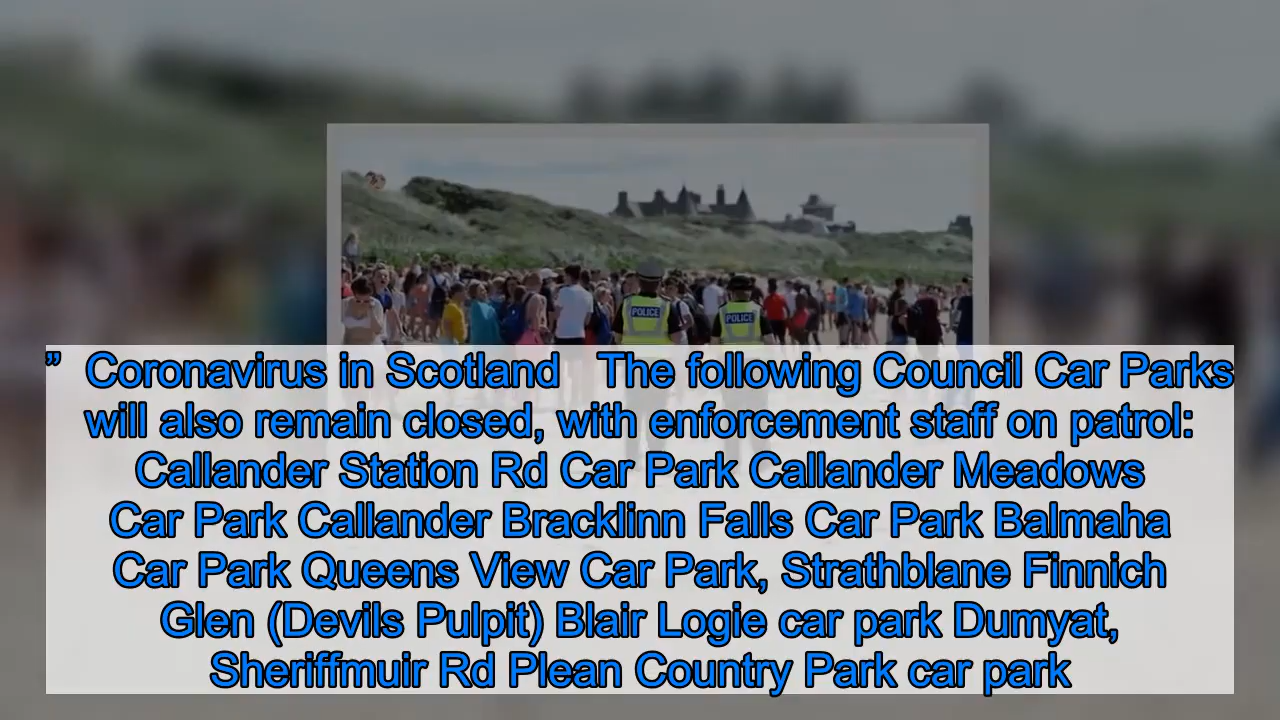 POLICE POLICE
”  Coronavirus in Scotland   The following Council Car Parks
will also remain closed, with enforcement staff on patrol:
Callander Station Rd Car Park Callander Meadows
Car Park Callander Bracklinn Falls Car Park Balmaha
Car Park Queens View Car Park, Strathblane Finnich
Glen (Devils Pulpit) Blair Logie car park Dumyat,
Sheriffmuir Rd Plean Country Park car park